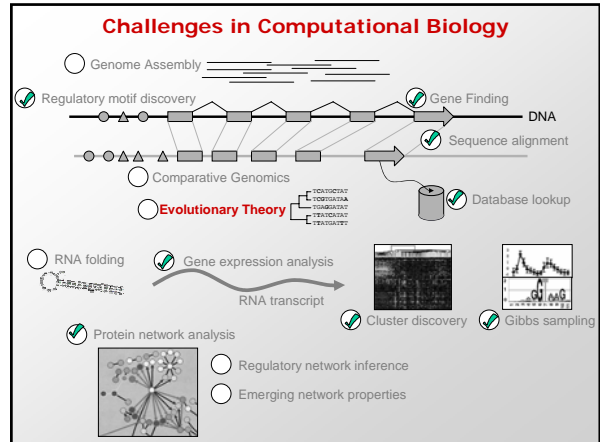 Challenges in Computational Biology
Genome Assembly
Regulatory motif discovery
Gene Finding
DNA
Sequence alignment
Comparative Genomics
TCATGCTAT
TCGTGATAA
TGAGGATAT
TTATCATAT
TTATGATTT
Evolutionary Theory
Database lookup
RNA folding
Gene expression analysis
RNA transcript
Cluster discovery
Gibbs sampling
Protein network analysis
Regulatory network inference
Emerging network properties